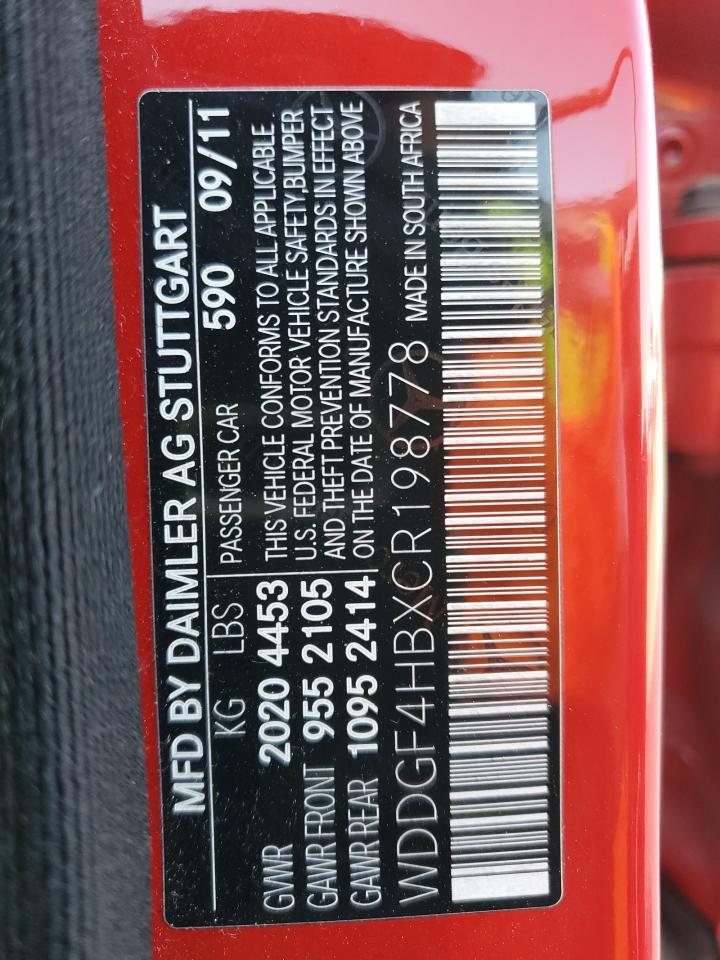 MFD BY DAIMLER AG STUTTGART
KG LBS PASSENGER CAR 590 09/11
GVWR 2020 4453 THIS VEHICLE CONFORMS TO ALL APPLICABLE
GAWR FRONT 955 2105 U.S. FEDERAL MOTOR VEHICLE SAFETY,BUMPER
GAWR REAR 1095 2414 AND THEFT PREVENTION STANDARDS IN EFFECT
ON THE DATE OF MANUFACTURE SHOWN ABOVE
WDDGF4HBXCR198778 MADE IN SOUTH AFRICA